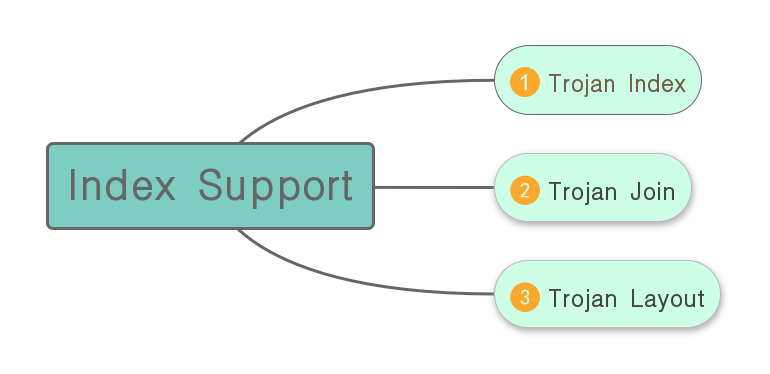 Index Support
1 Trojan Index
2 Trojan Join
3 Trojan Layout